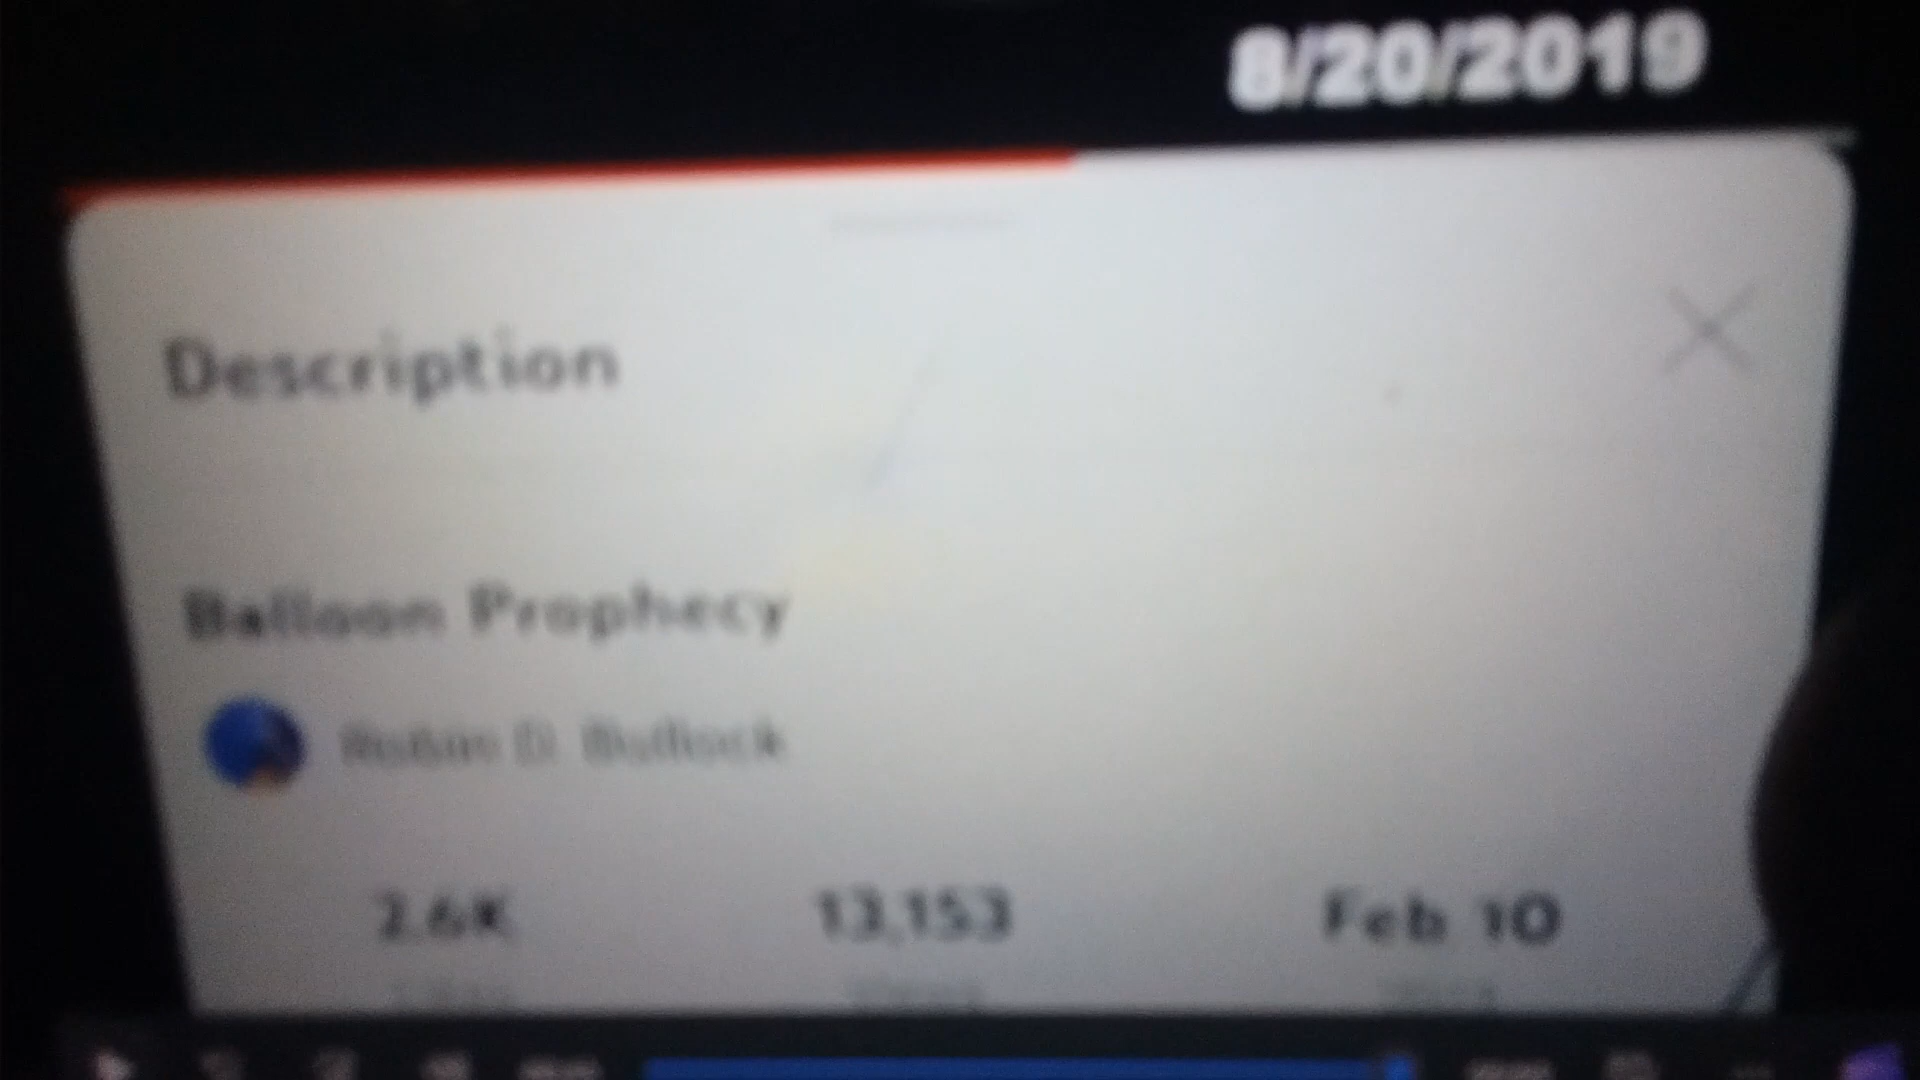 8/20/2019
Description
Balloon Prophecy
Robin D. Bullock
2.6K 13,153 Feb 10